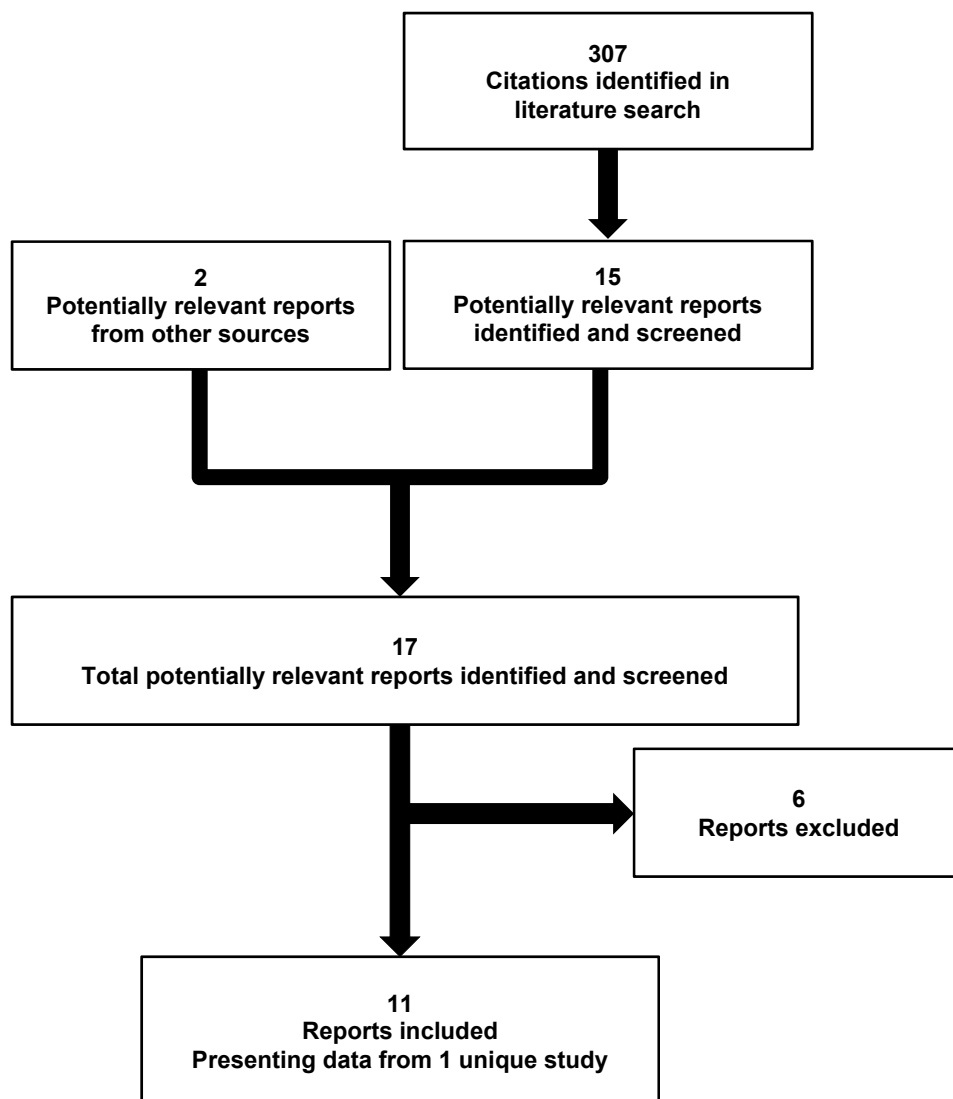 307
Citations identified in
literature search
2
Potentially relevant reports
from other sources
15
Potentially relevant reports
identified and screened
17
Total potentially relevant reports identified and screened
6
Reports excluded
11
Reports included
Presenting data from 1 unique study